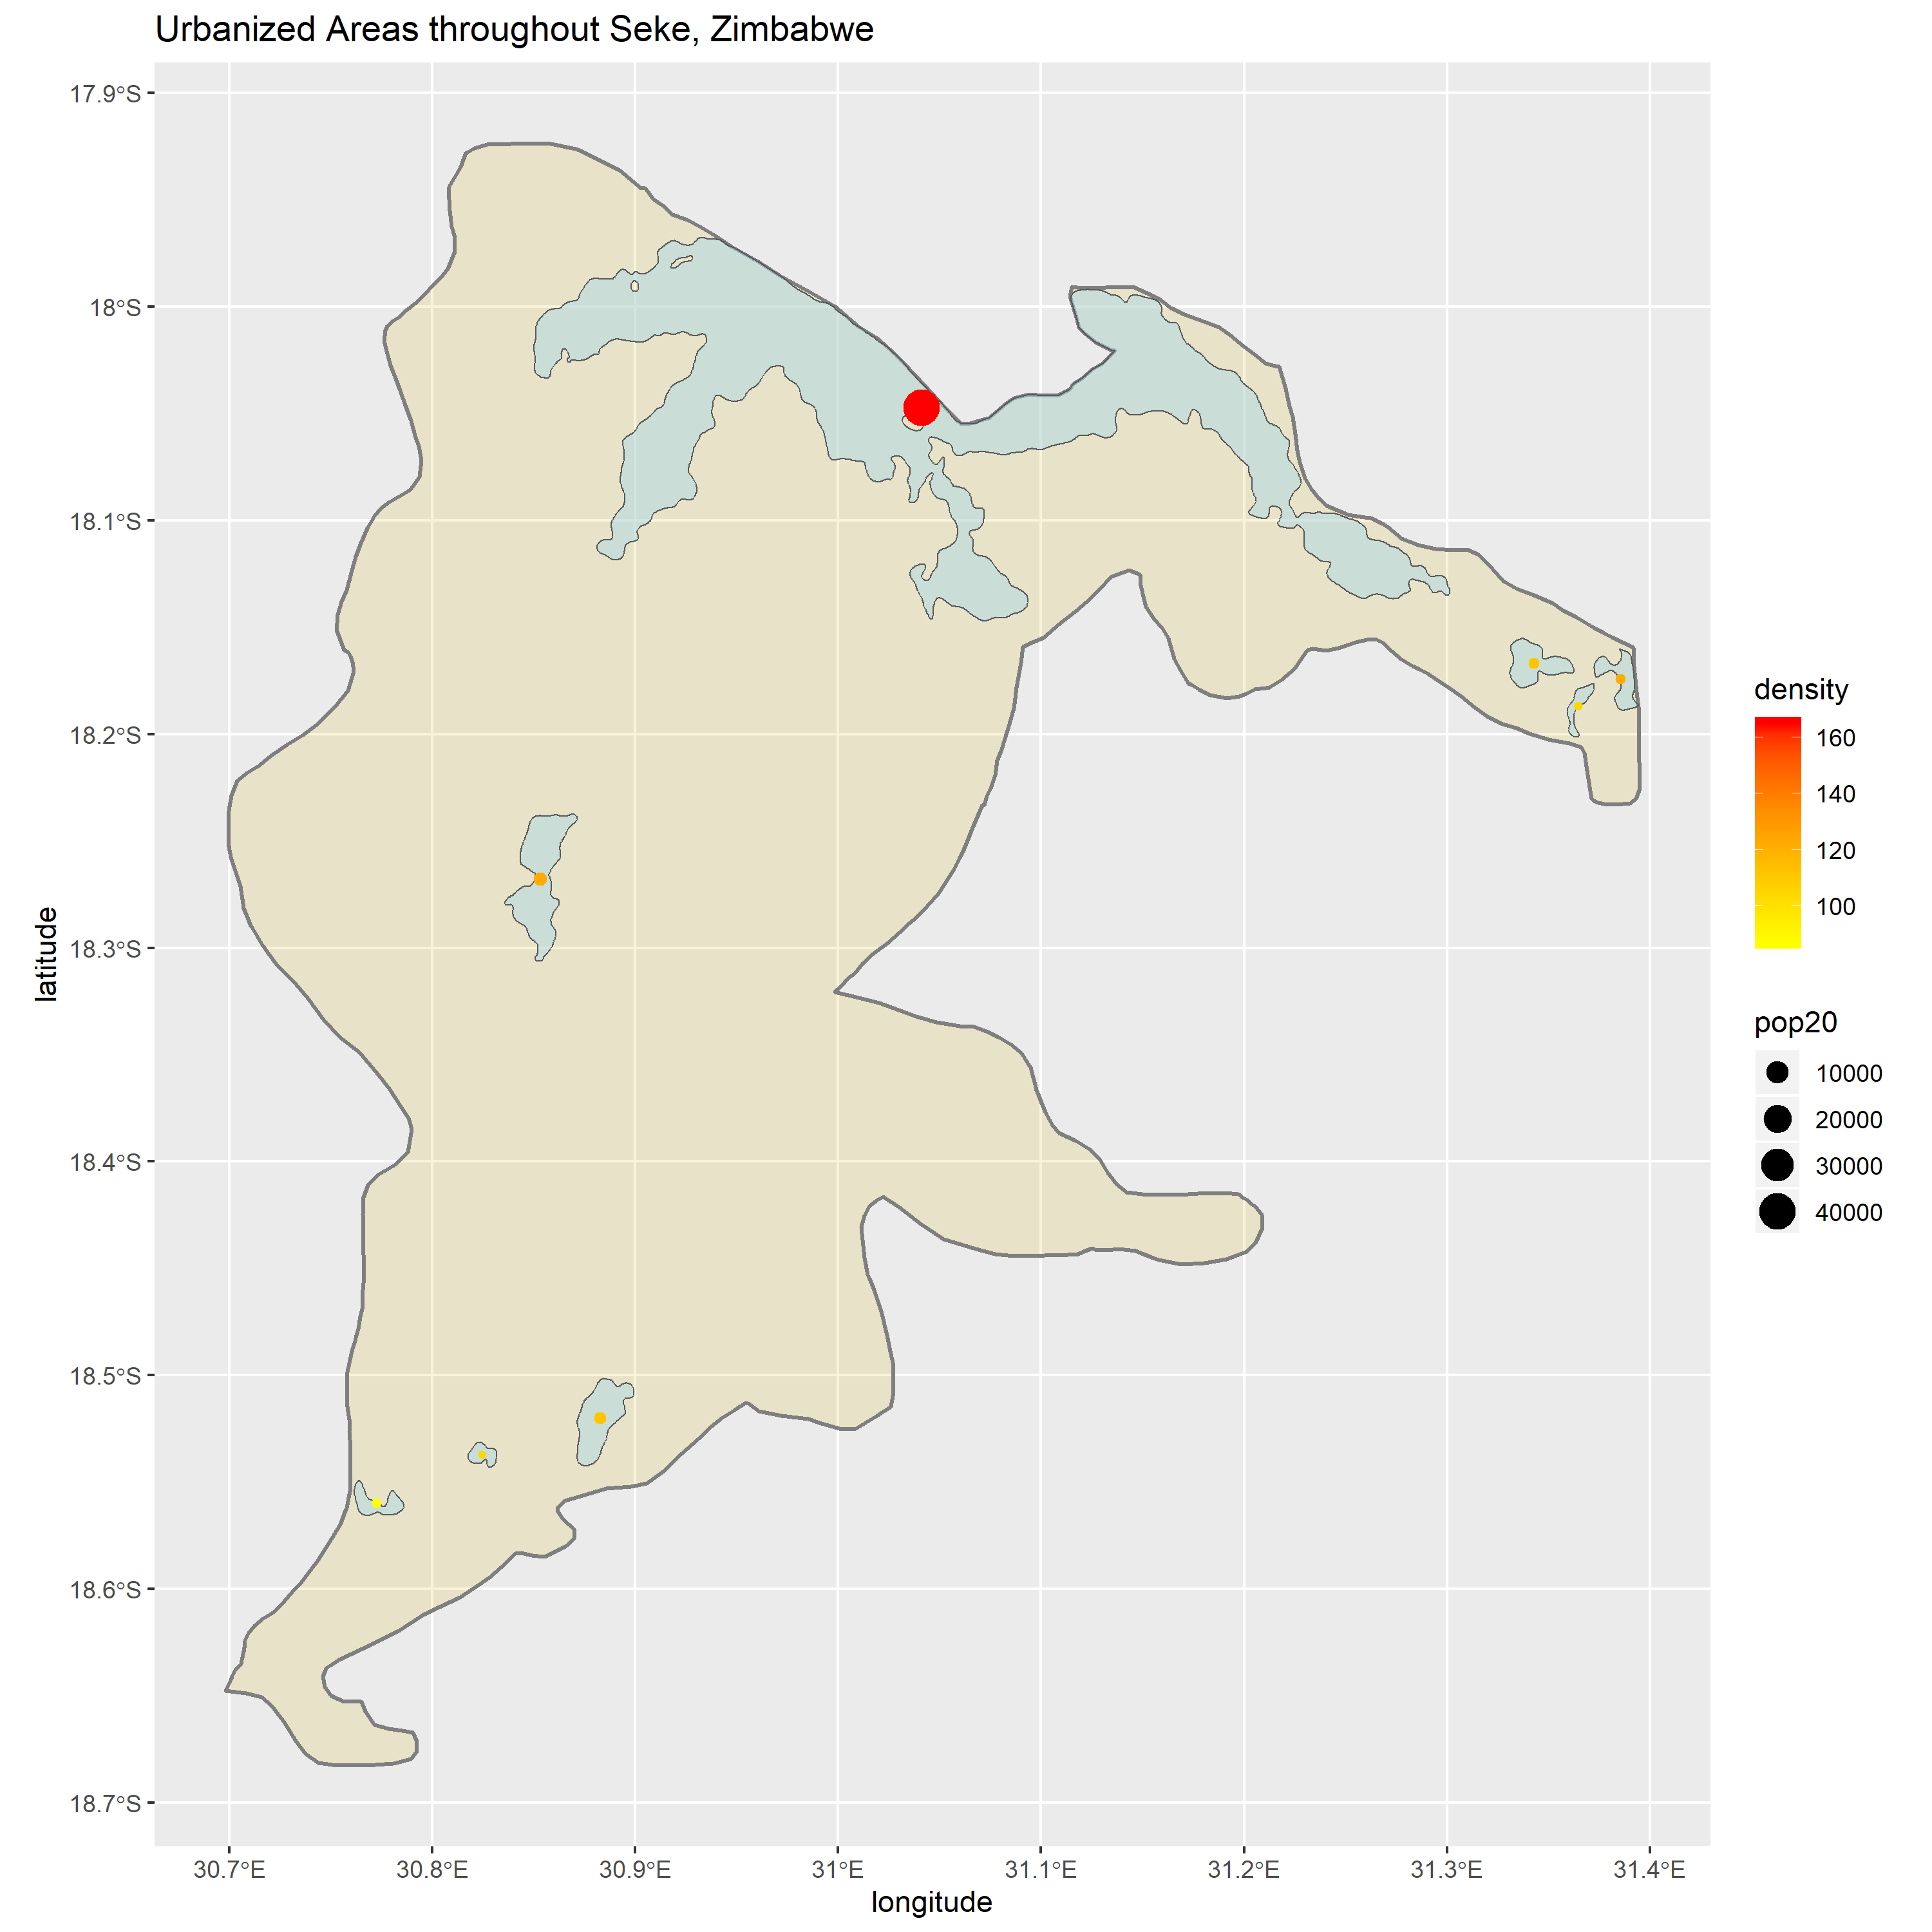 Urbanized Areas throughout Seke, Zimbabwe
17.9°S
18°S
18.1°S
18.2°S
18.3°S
18.4°S
18.5°S
18.6°S
18.7°S
latitude
30.7°E 30.8°E 30.9°E 31°E 31.1°E 31.2°E 31.3°E 31.4°E
longitude
density
160
140
120
100
pop20
10000
20000
30000
40000